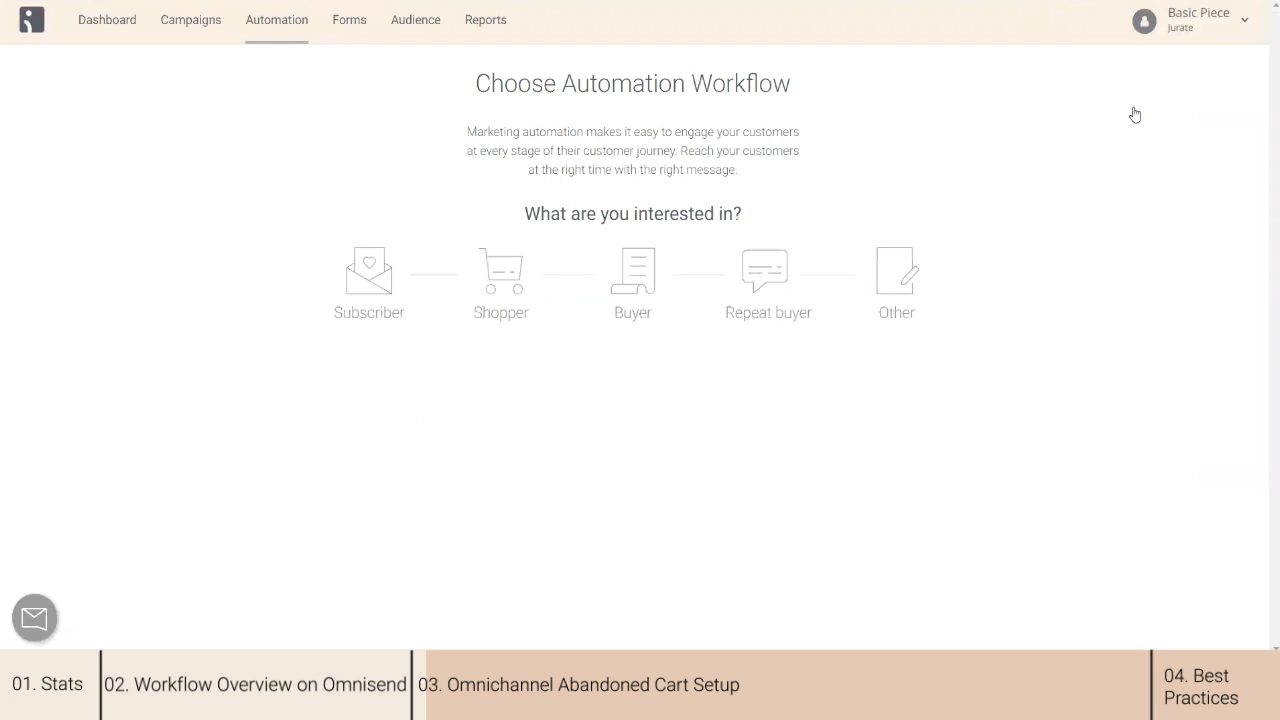 Dashboard Campaigns Automation Forms Audience Reports
Basic Piece
Jurate
Choose Automation Workflow
Marketing automation makes it easy to engage your customers
at every stage of their customer journey. Reach your customers
at the right time with the right message.
What are you interested in?
Subscriber Shopper Buyer Repeat buyer Other
01. Stats 02. Workflow Overview on Omnisend 03. Omnichannel Abandoned Cart Setup
04. Best
Practices